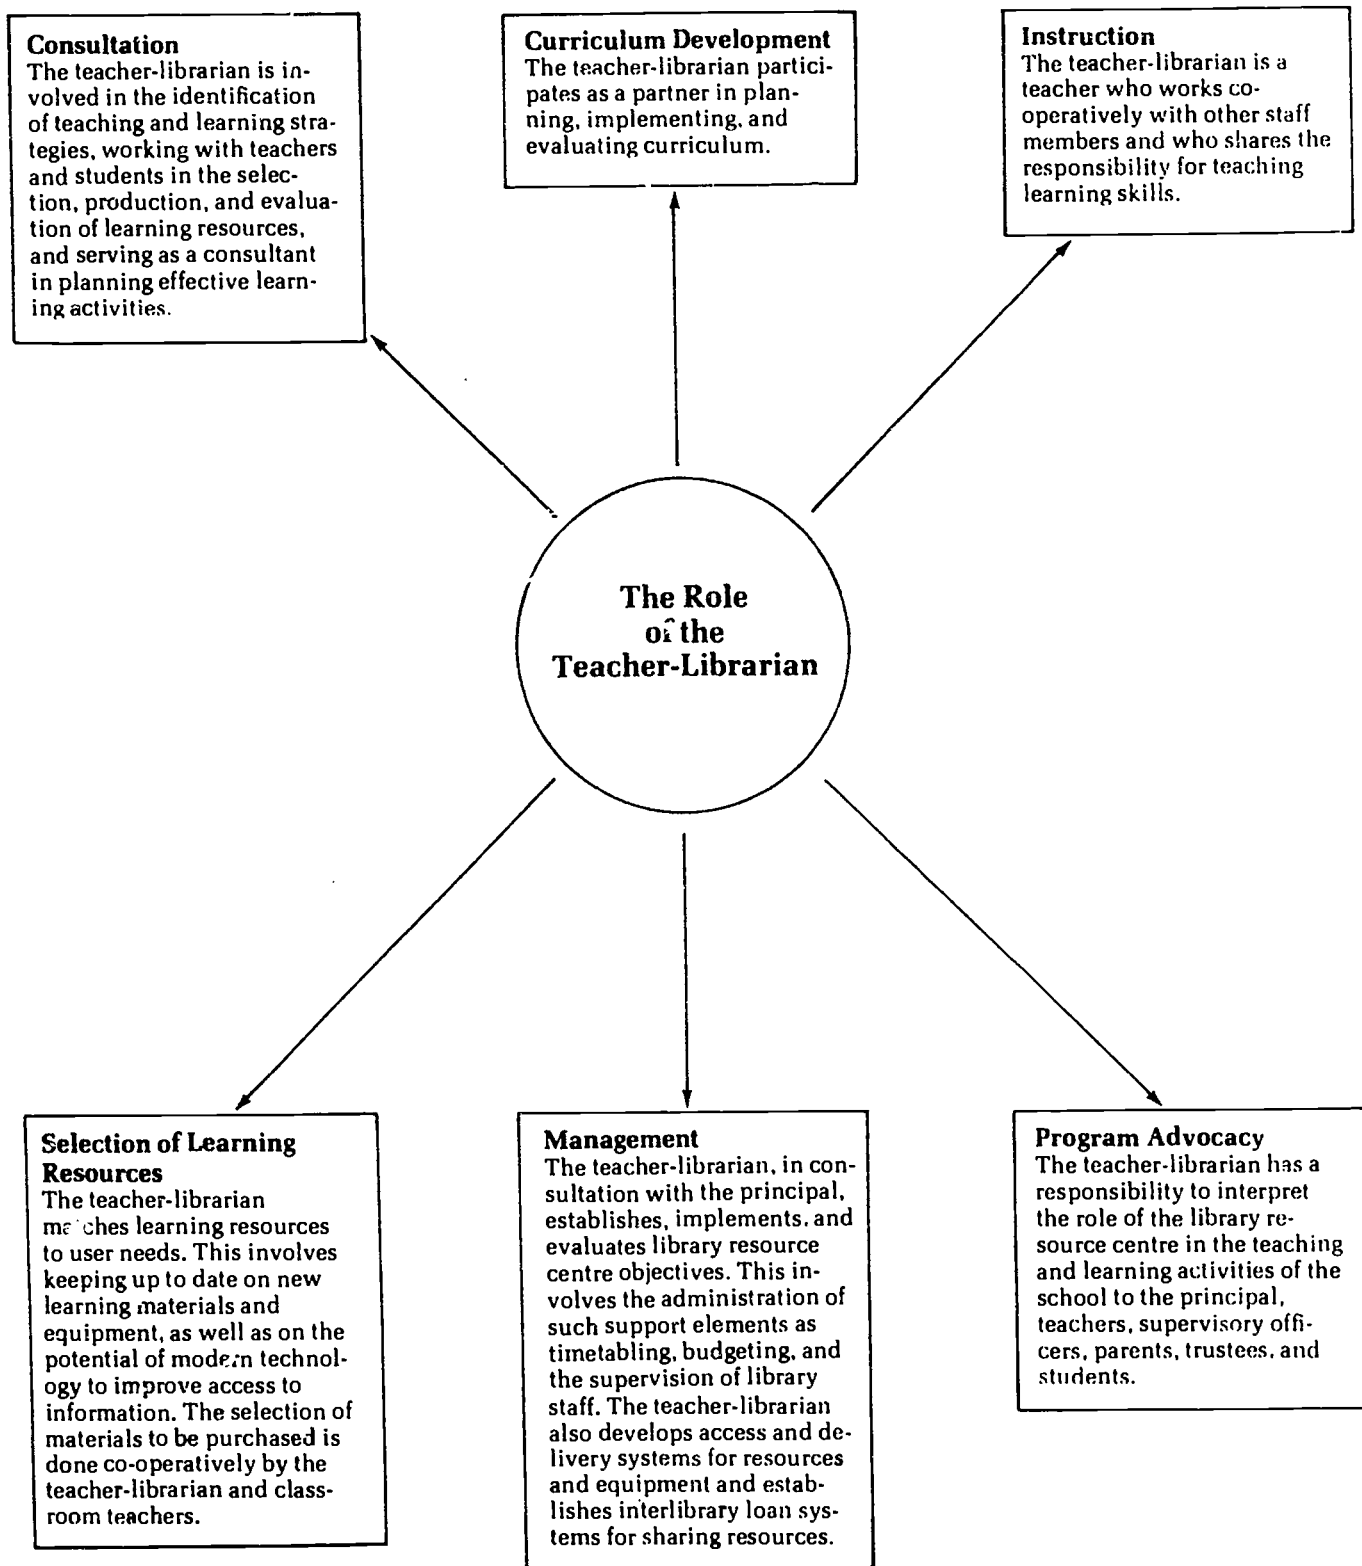 Consultation
The teacher-librarian is in-
volved in the identification
of teaching and learning stra-
tegies, working with teachers
and students in the selec-
tion, production, and evalua-
tion of learning resources,
and serving as a consultant
in planning effective learn-
ing activities.
Curriculum Development
The teacher-librarian partici-
pates as a partner in plan-
ning, implementing, and
evaluating curriculum.
Instruction
The teacher-librarian is a
teacher who works co-
operatively with other staff
members and who shares the
responsibility for teaching
learning skills.
The Role
of the
Teacher-Librarian
Selection of Learning
Resources
The teacher-librarian
matches learning resources
to user needs. This involves
keeping up to date on new
learning materials and
equipment, as well as on the
potential of modern technol-
ogy to improve access to
information. The selection of
materials to be purchased is
done co-operatively by the
teacher-librarian and class-
room teachers.
Management
The teacher-librarian, in con-
sultation with the principal,
establishes, implements, and
evaluates library resource
centre objectives. This in-
volves the administration of
such support elements as
timetabling, budgeting, and
the supervision of library
staff. The teacher-librarian
also develops access and de-
livery systems for resources
and equipment and estab-
lishes interlibrary loan sys-
tems for sharing resources.
Program Advocacy
The teacher-librarian has a
responsibility to interpret
the role of the library re-
source centre in the teaching
and learning activities of the
school to the principal,
teachers, supervisory offi-
cers, parents, trustees, and
students.